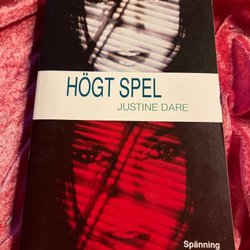 HÖGT SPEL
JUSTINE DARE
Spänning